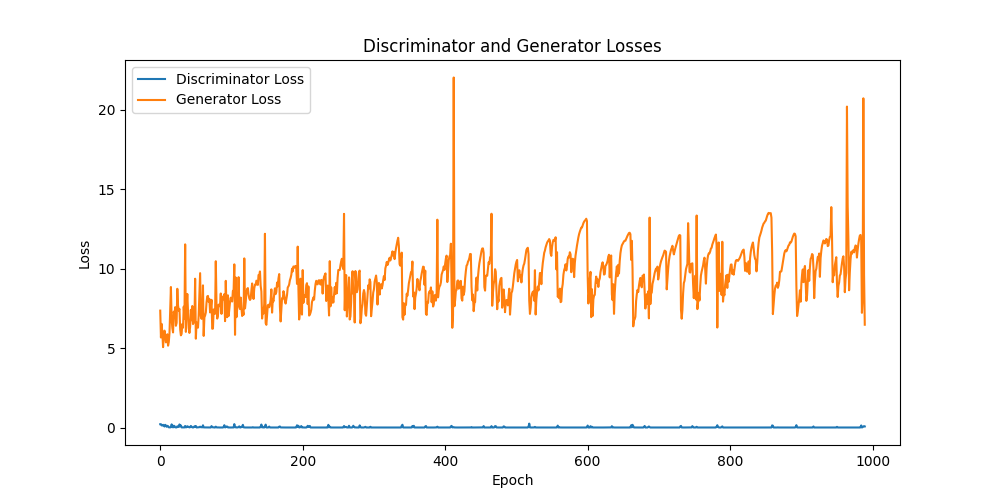 Discriminator and Generator Losses
Discriminator Loss
Generator Loss
20
15
10
5
0
Loss
0 200 400 600 800 1000
Epoch